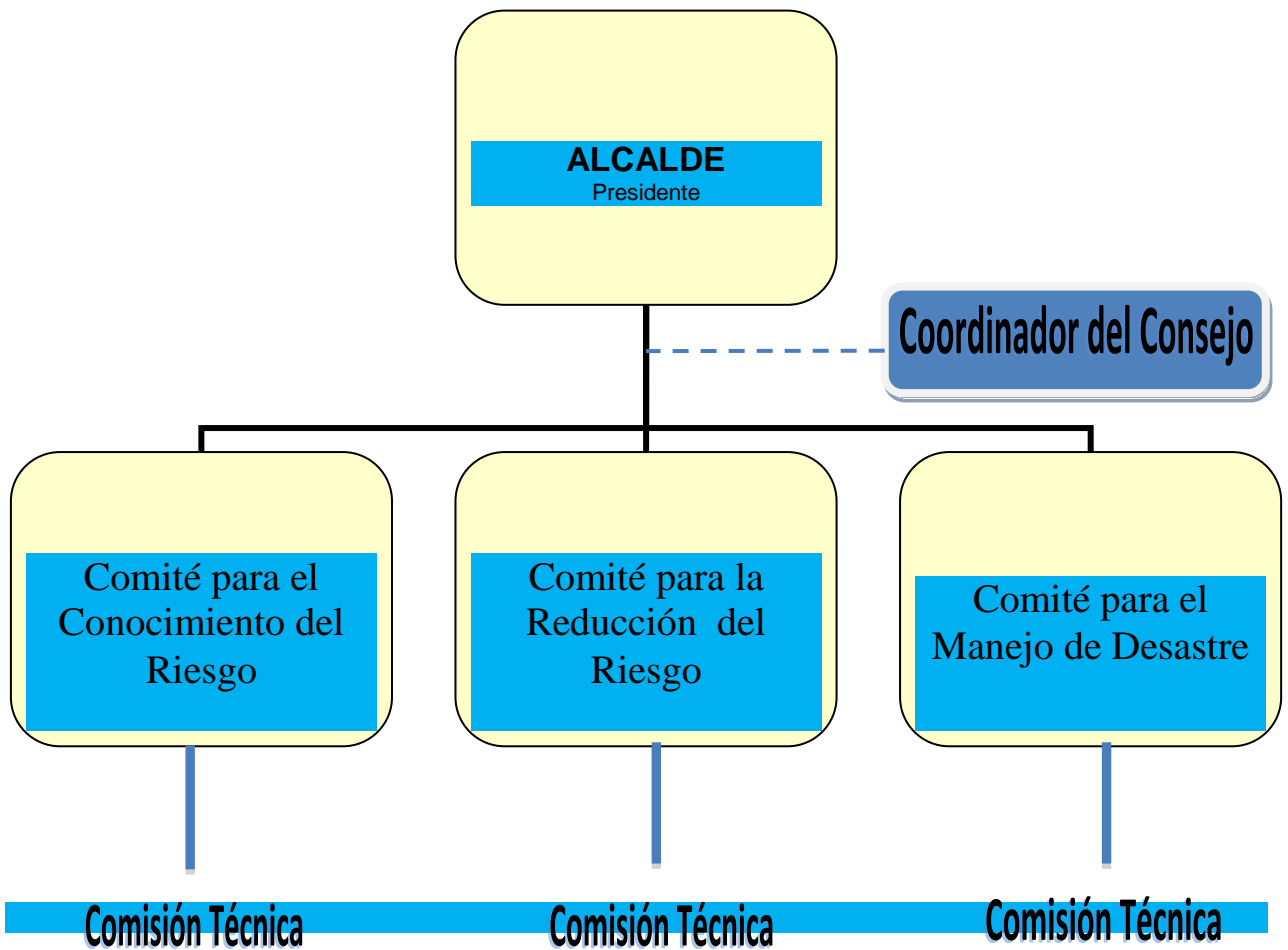 ALCALDE
Presidente
Coordinador del Consejo
Comité para el
Conocimiento del
Riesgo
Comité para la
Reducción  del
Riesgo
Comité para el
Manejo de Desastre
Comisión Técnica
Comisión Técnica
Comisión Técnica